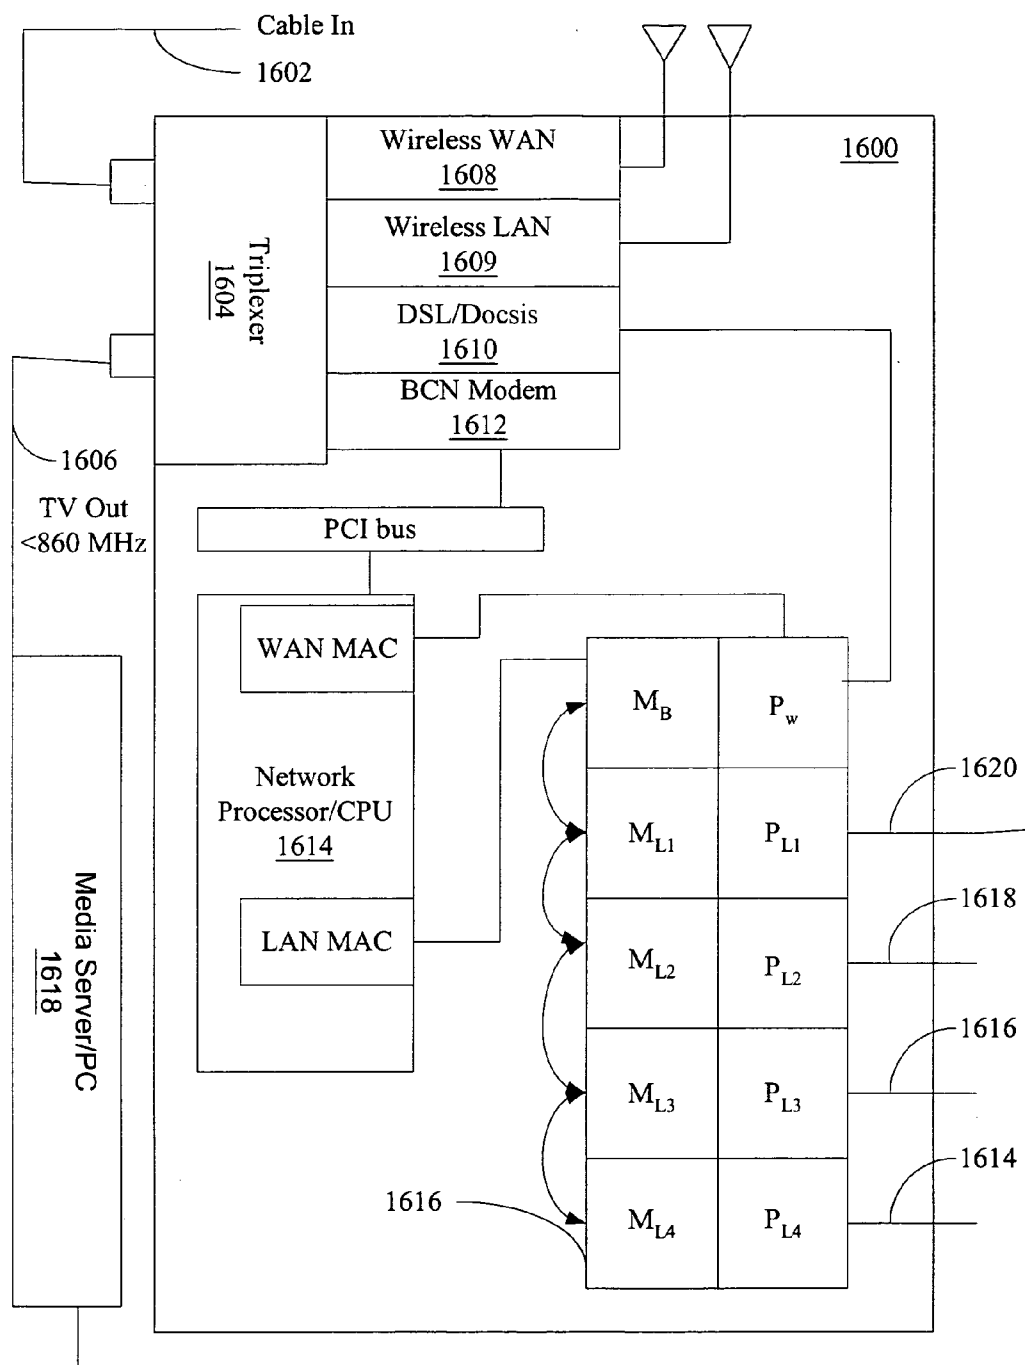 Cable In
1602
1600
Wireless WAN
1608
Wireless LAN
1609
Triplexer
1604
DSL/Docsis
1610
BCN Modem
1612
1606
TV Out
<860 MHz
PCI bus
WAN MAC
Network
Processor/CPU
1614
LAN MAC
Media Server/PC
1618
M_B P_w
M_L1 P_L1
M_L2 P_L2
M_L3 P_L3
M_L4 P_L4
1620
1618
1616
1614
1616